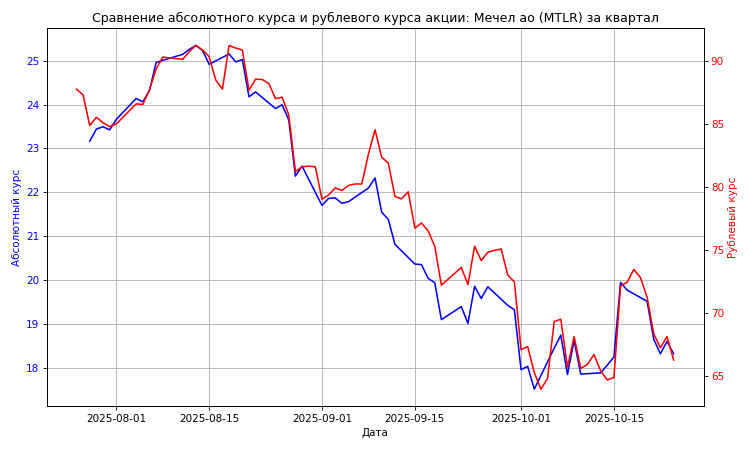 Сравнение абсолютного курса и рублевого курса акции: Мечел ао (MTLR) за квартал
Абсолютный курс
25
24
23
22
21
20
19
18
90
85
80
75
70
65
Рублевый курс
2025-08-01 2025-08-15 2025-09-01 2025-09-15 2025-10-01 2025-10-15
Дата